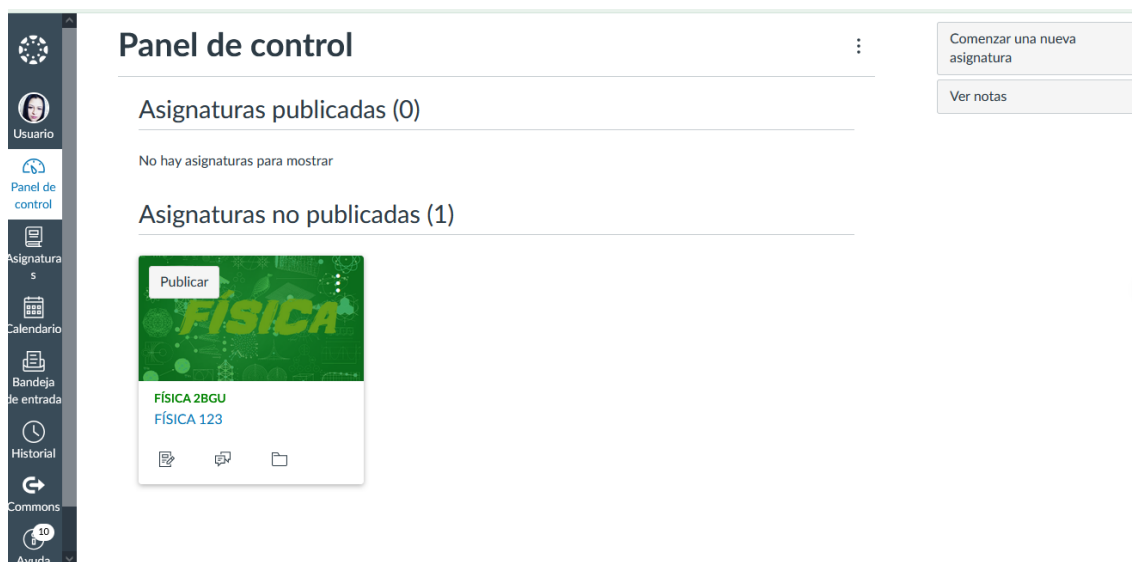 Panel de control
Comenzar una nueva
asignatura
Ver notas
Usuario
Panel de
control
Asignatura
s
Calendario
Bandeja
de entrada
Historial
Commons
10
Ayuda
Asignaturas publicadas (0)
No hay asignaturas para mostrar
Asignaturas no publicadas (1)
Publicar
FÍSICA
FÍSICA 2BGU
FÍSICA 123